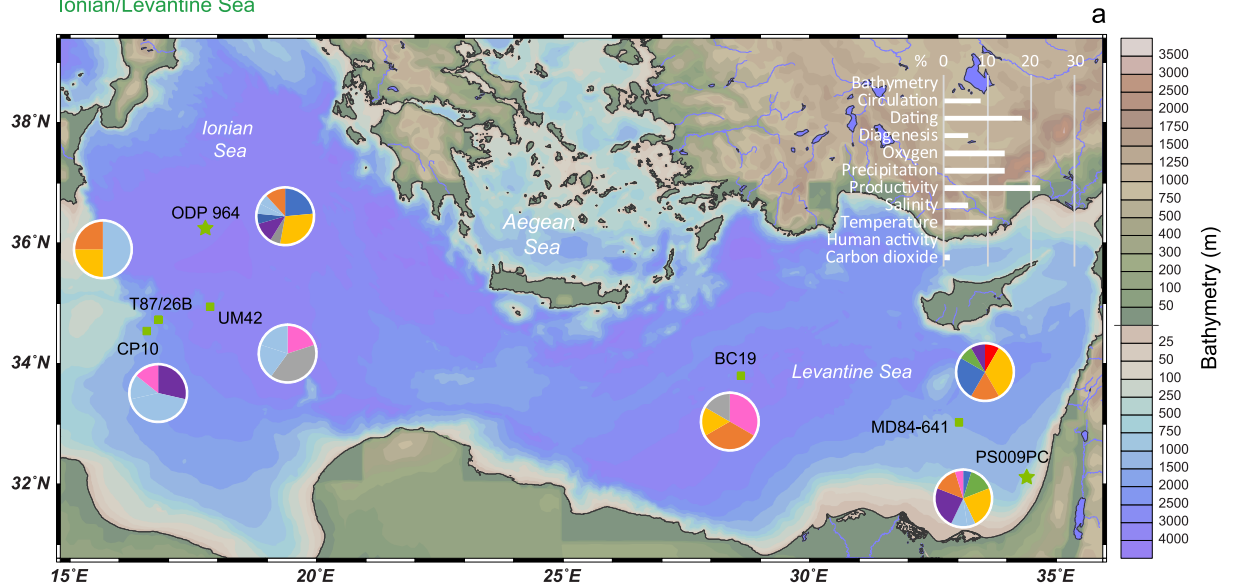 Ionian/Levantine Sea
a
% 0 10 20 30
Bathymetry
Circulation
Dating
Diagenesis
Oxygen
Precipitation
Productivity
Salinity
Temperature
Human activity
Carbon dioxide
38˚N
36˚N
34˚N
32˚N
Ionian
Sea
ODP 964
Aegean
Sea
T87/26B
UM42
CP10
BC19
Levantine Sea
MD84-641
PS009PC
15˚E 20˚E 25˚E 30˚E 35˚E
3500
3000
2500
2000
1750
1500
1250
1000
750
500
400
300
200
100
50
25
50
100
250
500
750
1000
1500
2000
2500
3000
4000
Bathymetry (m)